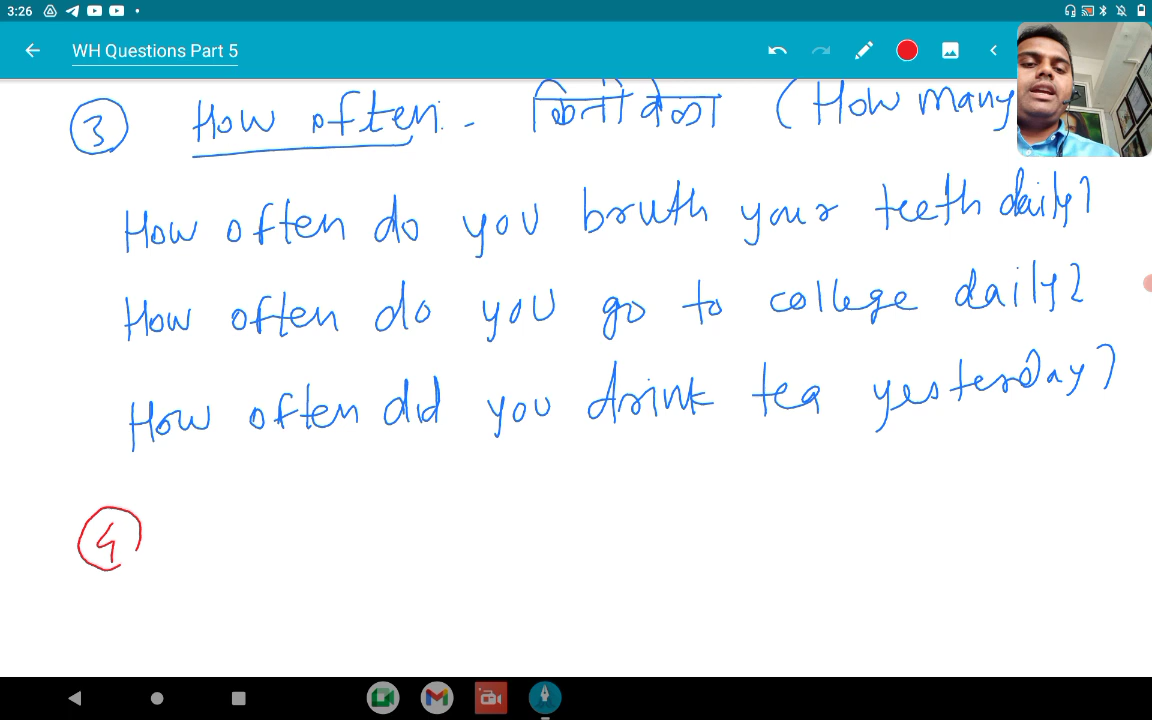 3:26
WH Questions Part 5
③ How often - किती वेळा (How many
How often do you bruth your teeth daily?
How often do you go to college daily?
How often did you drink tea yesterday?
④